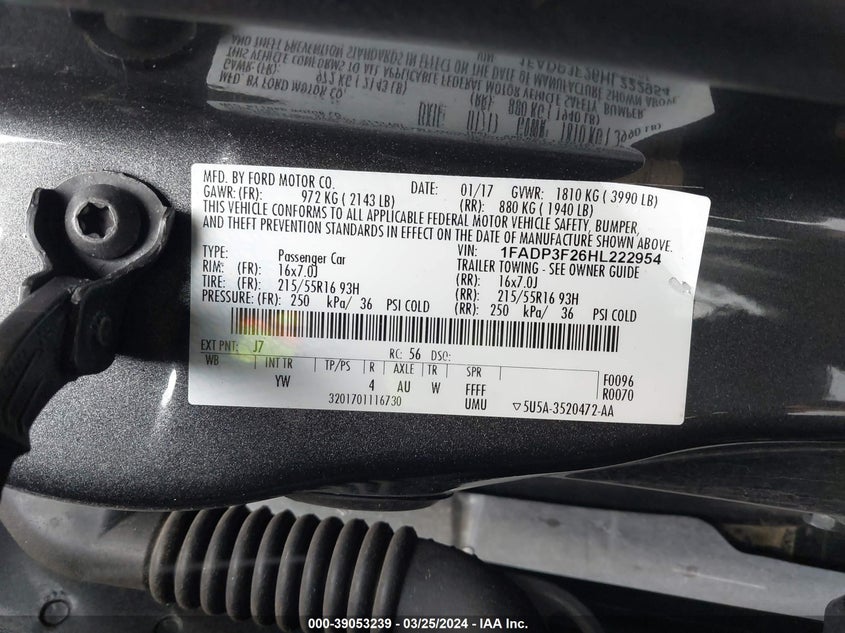 MFD. BY FORD MOTOR CO. DATE: 01/17 GVWR: 1810 KG ( 3990 LB)
GAWR: (FR): 972 KG ( 2143 LB) (RR): 880 KG ( 1940 LB)
THIS VEHICLE CONFORMS TO ALL APPLICABLE FEDERAL MOTOR VEHICLE SAFETY, BUMPER,
AND THEFT PREVENTION STANDARDS IN EFFECT ON THE DATE OF MANUFACTURE SHOWN ABOVE.
VIN: 1FADP3F26HL222954
TYPE: Passenger Car TRAILER TOWING - SEE OWNER GUIDE
RIM: (FR): 16x7.0J (RR): 16x7.0J
TIRE: (FR): 215/55R16 93H (RR): 215/55R16 93H
PRESSURE: (FR) 250 kPa/ 36 PSI COLD (RR) 250 kPa/ 36 PSI COLD
EXT PNT: J7 RC: 56 DSO:
WB INT TR TP/PS R AXLE TR SPR
YW 4 AU W FFFF
UMU
F0096
R0070
3201701116730
5U5A-3520472-AA
000-39053239 - 03/25/2024 - IAA Inc.